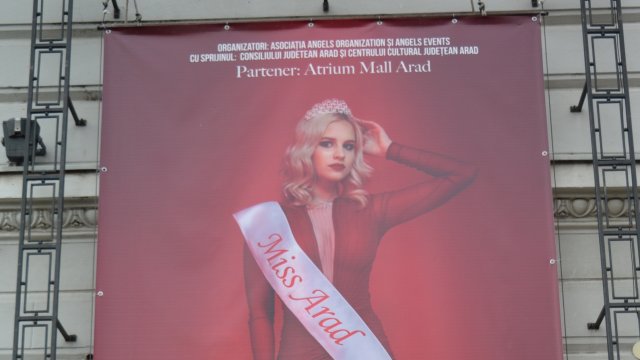 ORGANIZATORI: ASOCIAȚIA ANGELS ORGANIZATION ȘI ANGELS EVENTS
CU SPRIJINUL: CONSILIULUI JUDETEAN ARAD ȘI CENTRULUI CULTURAL JUDEȚEAN ARAD
Partener: Atrium Mall Arad
Miss Arad